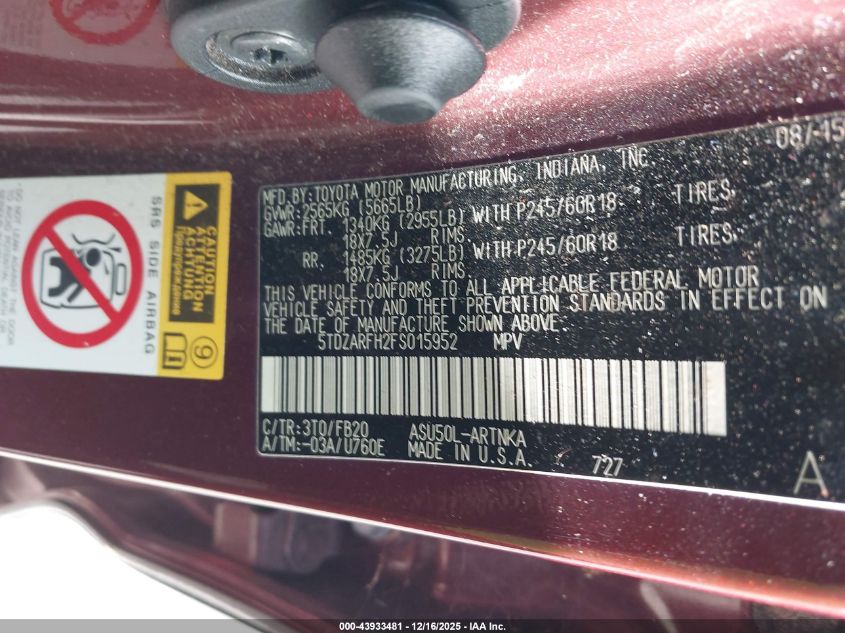 08/15
MFD.BY:TOYOTA MOTOR MANUFACTURING, INDIANA, INC.
GVWR:2565KG (5665LB)
GAWR:FRT. 1340KG (2955LB) WITH P245/60R18 TIRES,
18X7.5J RIMS
RR. 1485KG (3275LB) WITH P245/60R18 TIRES,
18X7.5J RIMS
THIS VEHICLE CONFORMS TO ALL APPLICABLE FEDERAL MOTOR
VEHICLE SAFETY AND THEFT PREVENTION STANDARDS IN EFFECT ON
THE DATE OF MANUFACTURE SHOWN ABOVE.
5TDZARFH2FS015952 MPV
C/TR:3T0/FB20 ASU50L-ARTNKA
A/TM:-03A/U760E MADE IN U.S.A.
727
A
SRS SIDE AIRBAG
CAUTION
ATTENTION
ACHTUNG
Предупреждение
9
000-43933481 - 12/16/2025 - IAA Inc.